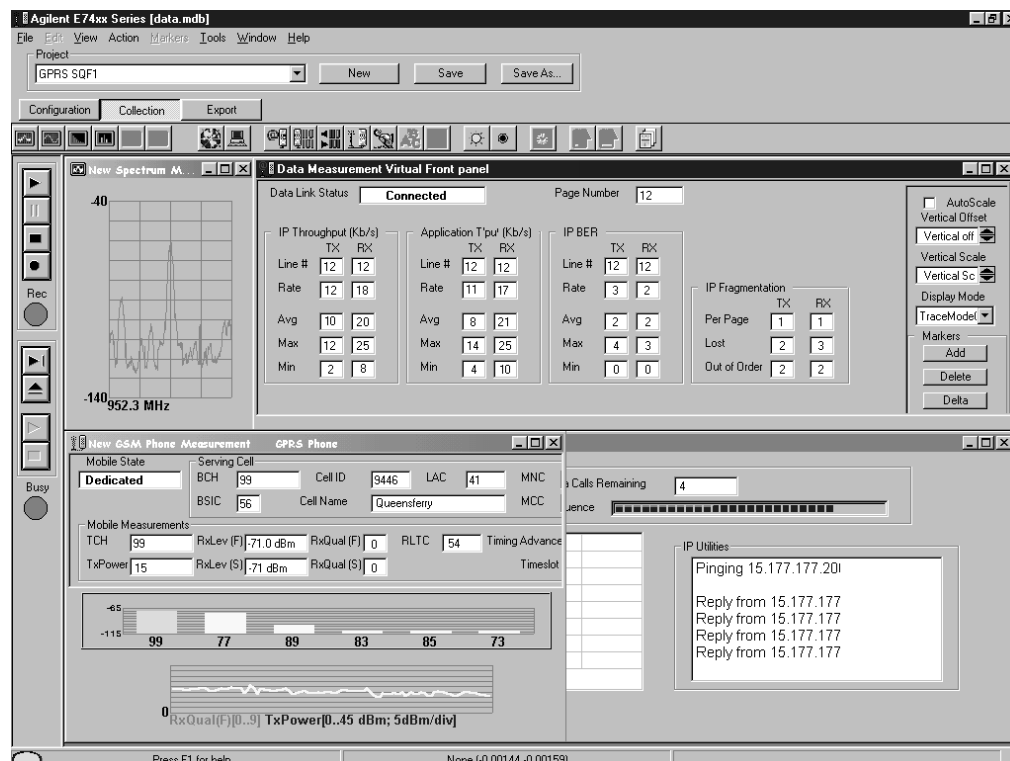 Agilent E74xx Series [data.mdb]
File Edit View Action Markers Tools Window Help
Project
GPRS SQF1
New Save Save As...
Configuration Collection Export
New Spectrum M...
-40
-140
952.3 MHz
Rec
Busy
Data Measurement Virtual Front panel
Data Link Status Connected Page Number 12
IP Throughput (Kb/s)
TX RX
Line # 12 12
Rate 12 18
Avg 10 20
Max 12 25
Min 2 8
Application T'put (Kb/s)
TX RX
Line # 12 12
Rate 11 17
Avg 8 21
Max 14 25
Min 4 10
IP BER
TX RX
Line # 12 12
Rate 3 2
Avg 2 2
Max 4 3
Min 0 0
IP Fragmentation
TX RX
Per Page 1 1
Lost 2 3
Out of Order 2 2
AutoScale
Vertical Offset
Vertical off
Vertical Scale
Vertical Sc
Display Mode
TraceMode(
Markers
Add
Delete
Delta
New GSM Phone Measurement GPRS Phone
Mobile State
Dedicated
Serving Cell
BCH 99 Cell ID 9446 LAC 41 MNC
BSIC 56 Cell Name Queensferry MCC
Mobile Measurements
TCH 99 RxLev (F) -71.0 dBm RxQual (F) 0 RLTC 54 Timing Advance
TxPower 15 RxLev (S) -71 dBm RxQual (S) 0 Timeslot
-65
-115
99 77 89 83 85 73
0
RxQual(F)[0..9] TxPower[0..45 dBm; 5dBm/div]
a Calls Remaining 4
uence
IP Utilities
Pinging 15.177.177.20
Reply from 15.177.177
Reply from 15.177.177
Reply from 15.177.177
Reply from 15.177.177
Press F1 for help
None (-0.00144,-0.00159)